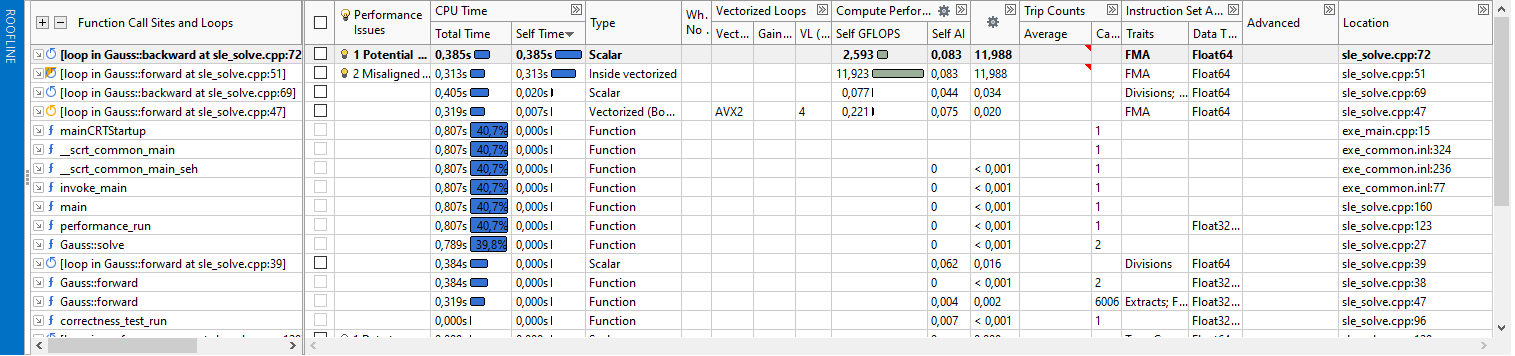 ROOFLINE
Function Call Sites and Loops Performance Issues CPU Time Type Wh... No ... Vectorized Loops Compute Perfor... Trip Counts Instruction Set A... Advanced Location
Total Time Self Time Vect... Gain... VL (... Self GFLOPS Self AI Average Ca... Traits Data T...
[loop in Gauss::backward at sle_solve.cpp:72 1 Potential ... 0,385s 0,385s Scalar 2,593 0,083 11,988 FMA Float64 sle_solve.cpp:72
[loop in Gauss::forward at sle_solve.cpp:51] 2 Misaligned ... 0,313s 0,313s Inside vectorized 11,923 0,083 11,988 FMA Float64 sle_solve.cpp:51
[loop in Gauss::backward at sle_solve.cpp:69] 0,405s 0,020s Scalar 0,077 0,044 0,034 Divisions; ... Float64 sle_solve.cpp:69
[loop in Gauss::forward at sle_solve.cpp:47] 0,319s 0,007s Vectorized (Bo... AVX2 4 0,221 0,075 0,020 FMA Float64 sle_solve.cpp:47
mainCRTStartup 0,807s 40,7% 0,000s Function 1 exe_main.cpp:15
__scrt_common_main 0,807s 40,7% 0,000s Function 1 exe_common.inl:324
__scrt_common_main_seh 0,807s 40,7% 0,000s Function 0 < 0,001 1 exe_common.inl:236
invoke_main 0,807s 40,7% 0,000s Function 0 < 0,001 1 exe_common.inl:77
main 0,807s 40,7% 0,000s Function 0 < 0,001 1 sle_solve.cpp:160
performance_run 0,807s 40,7% 0,000s Function 0 < 0,001 1 Float32... sle_solve.cpp:123
Gauss::solve 0,789s 39,8% 0,000s Function 0 < 0,001 2 sle_solve.cpp:27
[loop in Gauss::forward at sle_solve.cpp:39] 0,384s 0,000s Scalar 0,062 0,016 Divisions Float64 sle_solve.cpp:39
Gauss::forward 0,384s 0,000s Function 0 < 0,001 2 Float32... sle_solve.cpp:38
Gauss::forward 0,319s 0,000s Function 0,004 0,002 6006 Extracts; F... Float32... sle_solve.cpp:47
correctness_test_run 0,000s 0,000s Function 0,007 < 0,001 1 Float32... sle_solve.cpp:96